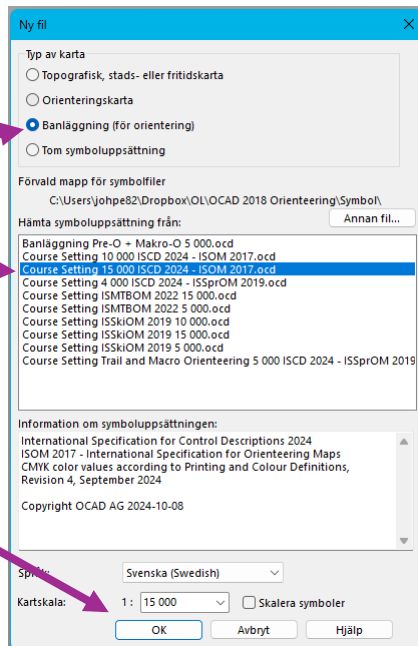 Ny fil
Typ av karta
Topografisk, stads- eller fritidskarta
Orienteringskarta
Banläggning (för orientering)
Tom symboluppsättning
Förvald mapp för symbolfiler
C:\Users\johpe82\Dropbox\OL\OCAD 2018 Orienteering\Symbol\
Hämta symboluppsättning från:
Annan fil...
Banläggning Pre-O + Makro-O 5 000.ocd
Course Setting 10 000 ISCD 2024 - ISOM 2017.ocd
Course Setting 15 000 ISCD 2024 - ISOM 2017.ocd
Course Setting 4 000 ISCD 2024 - ISSprOM 2019.ocd
Course Setting ISMTBOM 2022 15 000.ocd
Course Setting ISMTBOM 2022 5 000.ocd
Course Setting ISSkiOM 2019 10 000.ocd
Course Setting ISSkiOM 2019 15 000.ocd
Course Setting ISSkiOM 2019 5 000.ocd
Course Setting Trail and Macro Orienteering 5 000 ISCD 2024 - ISSprOM 2019
Information om symboluppsättningen:
International Specification for Control Descriptions 2024
ISOM 2017 - International Specification for Orienteering Maps
CMYK color values according to Printing and Colour Definitions,
Revision 4, September 2024
Copyright OCAD AG 2024-10-08
Språk:
Svenska (Swedish)
Kartskala:
1 : 15 000
Skalera symboler
OK
Avbryt
Hjälp